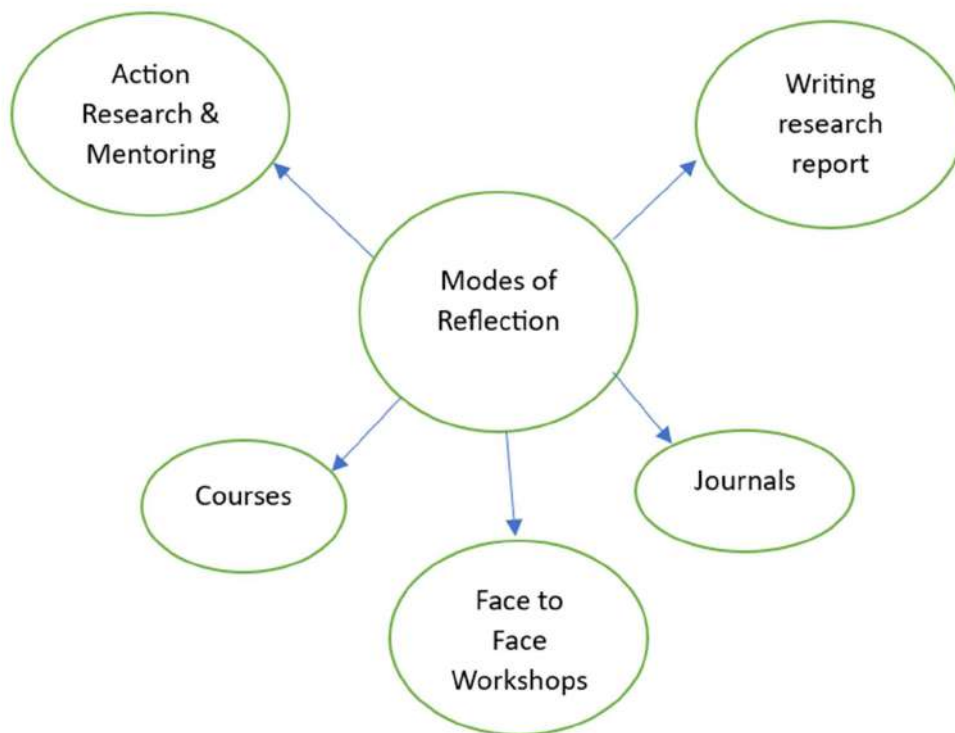 Action
Research &
Mentoring
Writing
research
report
Modes of
Reflection
Courses
Journals
Face to
Face
Workshops